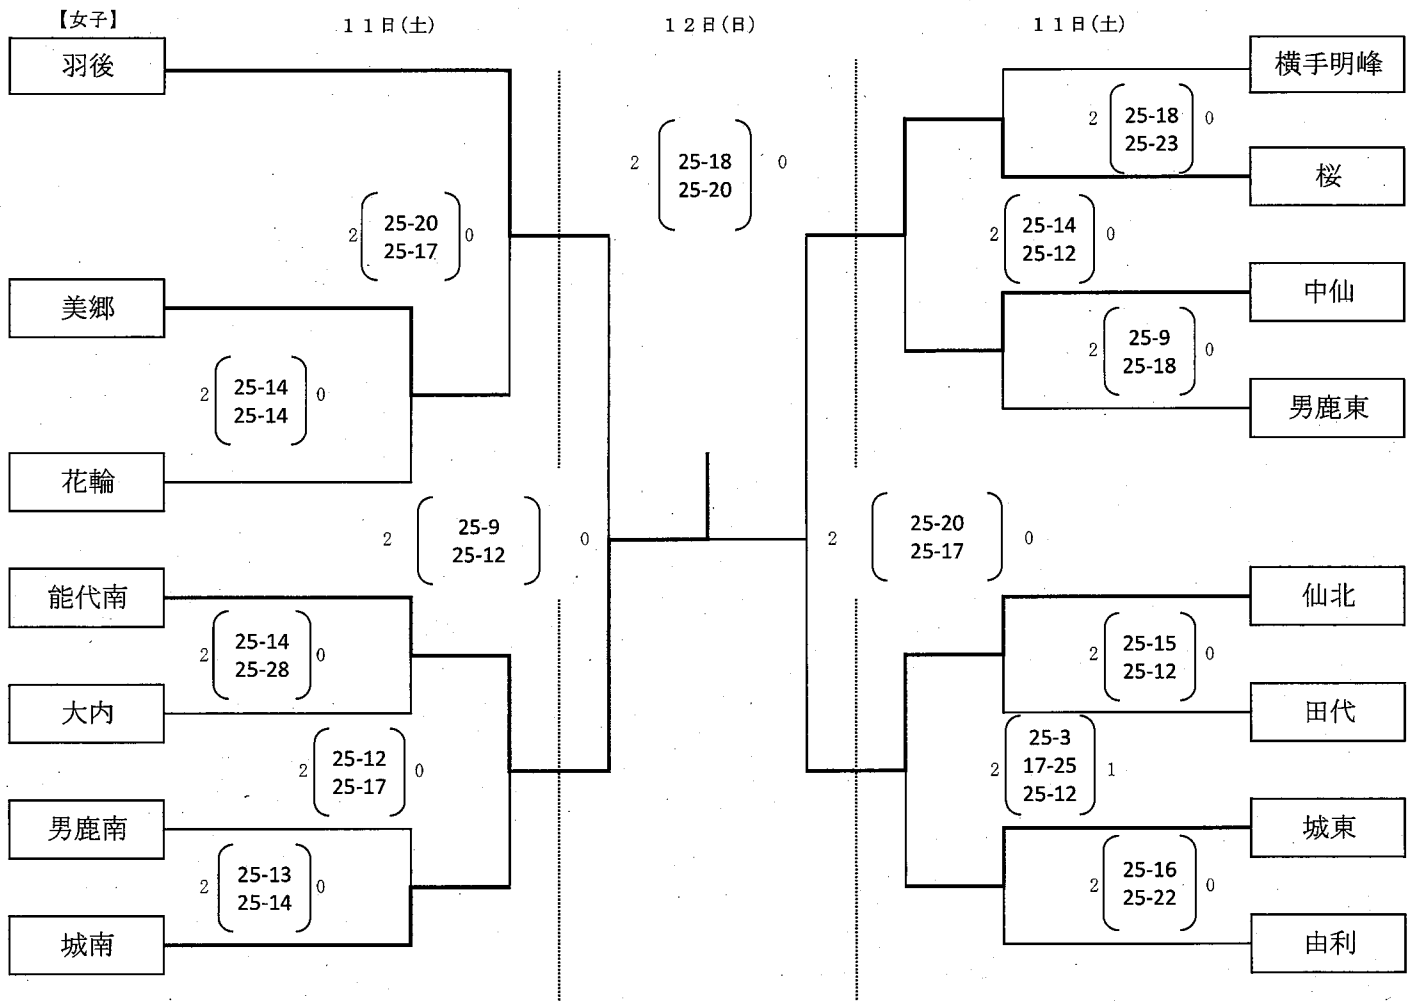 【女子】
11日(土)
12日(日)
11日(土)
羽後
2 25-20 0
25-17
美郷
2 25-14 0
25-14
花輪
2 25-9 0
25-12
能代南
2 25-14 0
25-28
大内
2 25-12 0
25-17
男鹿南
2 25-13 0
25-14
城南
2 25-18 0
25-20
横手明峰
2 25-18 0
25-23
桜
2 25-14 0
25-12
中仙
2 25-9 0
25-18
男鹿東
2 25-20 0
25-17
仙北
2 25-15 0
25-12
田代
25-3
2 17-25 1
25-12
城東
2 25-16 0
25-22
由利